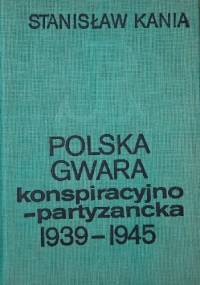 STANISŁAW KANIA
POLSKA
GWARA
konspiracyjno
-partyzancka
1939-1945